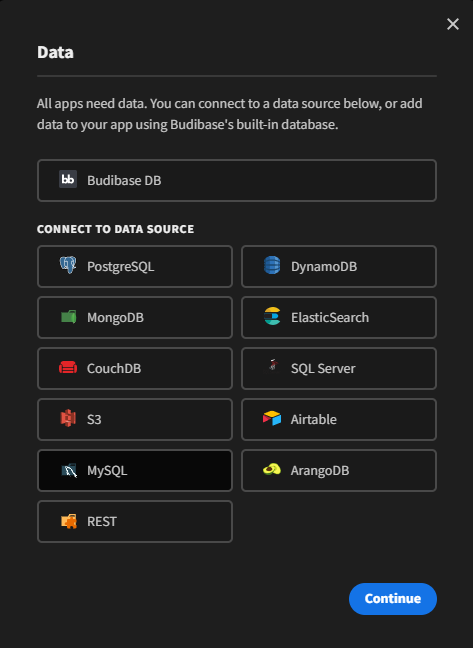 Data
All apps need data. You can connect to a data source below, or add
data to your app using Budibase's built-in database.
bb Budibase DB
CONNECT TO DATA SOURCE
PostgreSQL
DynamoDB
MongoDB
ElasticSearch
CouchDB
SQL Server
S3
Airtable
MySQL
ArangoDB
REST
Continue